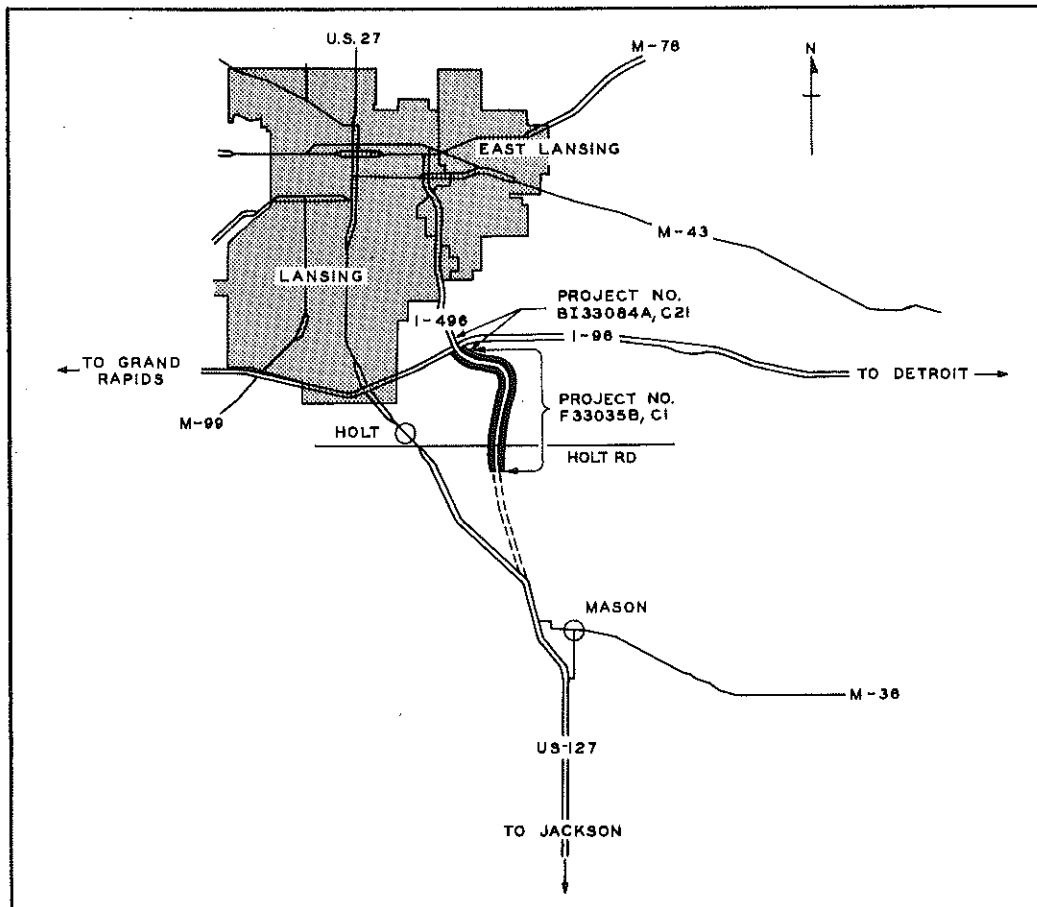 U.S. 27
M-78
N
EAST LANSING
M-43
LANSING
PROJECT NO.
BI33084A, C21
I-496
I-96
TO GRAND
RAPIDS
TO DETROIT
M-99
PROJECT NO.
F33035B, C1
HOLT
HOLT RD
MASON
M-36
US-127
TO JACKSON